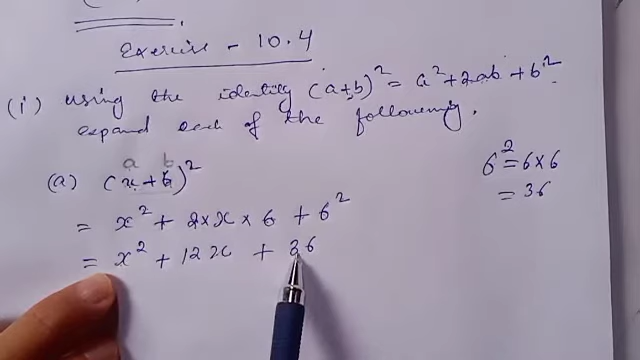 Exercise - 10.4
(i) using the identity (a+b)² = a² + 2ab + b²
expand each of the following.
a b
(a) (x+6)²
6² = 6×6
= 36
= x² + 2×x×6 + 6²
= x² + 12x + 36